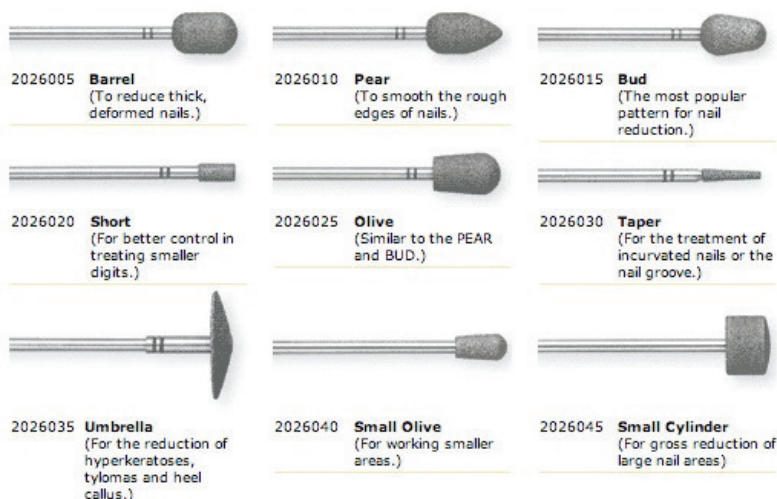 2026005 Barrel
(To reduce thick,
deformed nails.)
2026010 Pear
(To smooth the rough
edges of nails.)
2026015 Bud
(The most popular
pattern for nail
reduction.)
2026020 Short
(For better control in
treating smaller
digits.)
2026025 Olive
(Similar to the PEAR
and BUD.)
2026030 Taper
(For the treatment of
incurvated nails or the
nail groove.)
2026035 Umbrella
(For the reduction of
hyperkeratoses,
tylomas and heel
callus.)
2026040 Small Olive
(For working smaller
areas.)
2026045 Small Cylinder
(For gross reduction of
large nail areas)